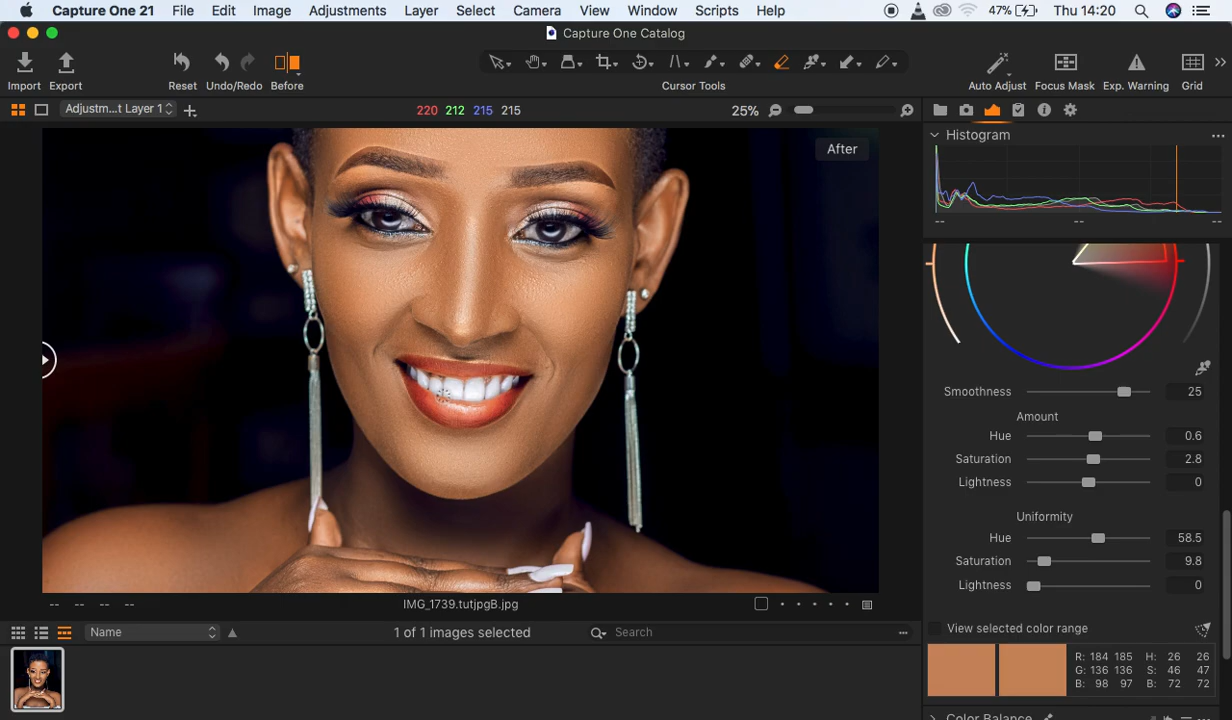 Capture One 21 File Edit Image Adjustments Layer Select Camera View Window Scripts Help 47% Thu 14:20
Capture One Catalog
Import Export Reset Undo/Redo Before Cursor Tools Auto Adjust Focus Mask Exp. Warning Grid
Adjustm...t Layer 1 220 212 215 215 25%
Histogram
After
-- -- --
Smoothness 25
Amount
Hue 0.6
Saturation 2.8
Lightness 0
Uniformity
Hue 58.5
Saturation 9.8
Lightness 0
-- -- -- -- IMG_1739.tutjpgB.jpg
View selected color range
Name 1 of 1 images selected Search
R: 184 185 H: 26 26
G: 136 136 S: 46 47
B: 98 97 B: 72 72
Color Balance